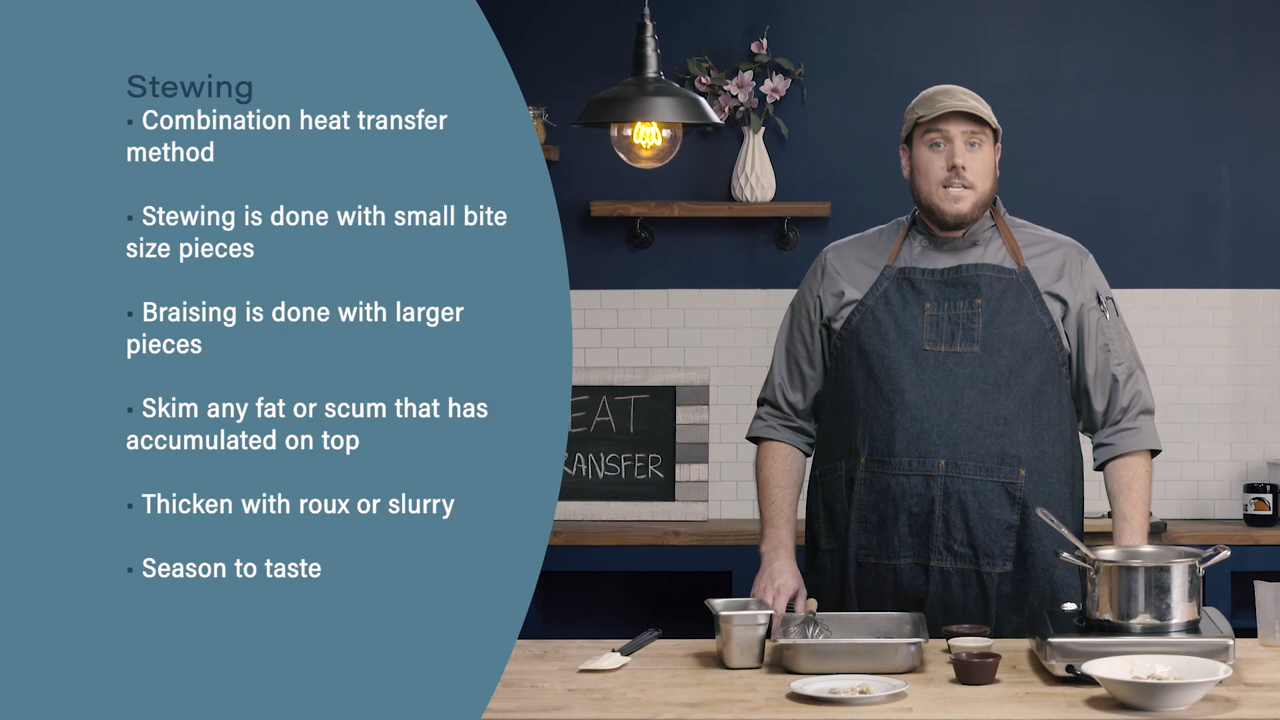 Stewing
· Combination heat transfer
method
· Stewing is done with small bite
size pieces
· Braising is done with larger
pieces
· Skim any fat or scum that has
accumulated on top
· Thicken with roux or slurry
· Season to taste
EAT
RANSFER